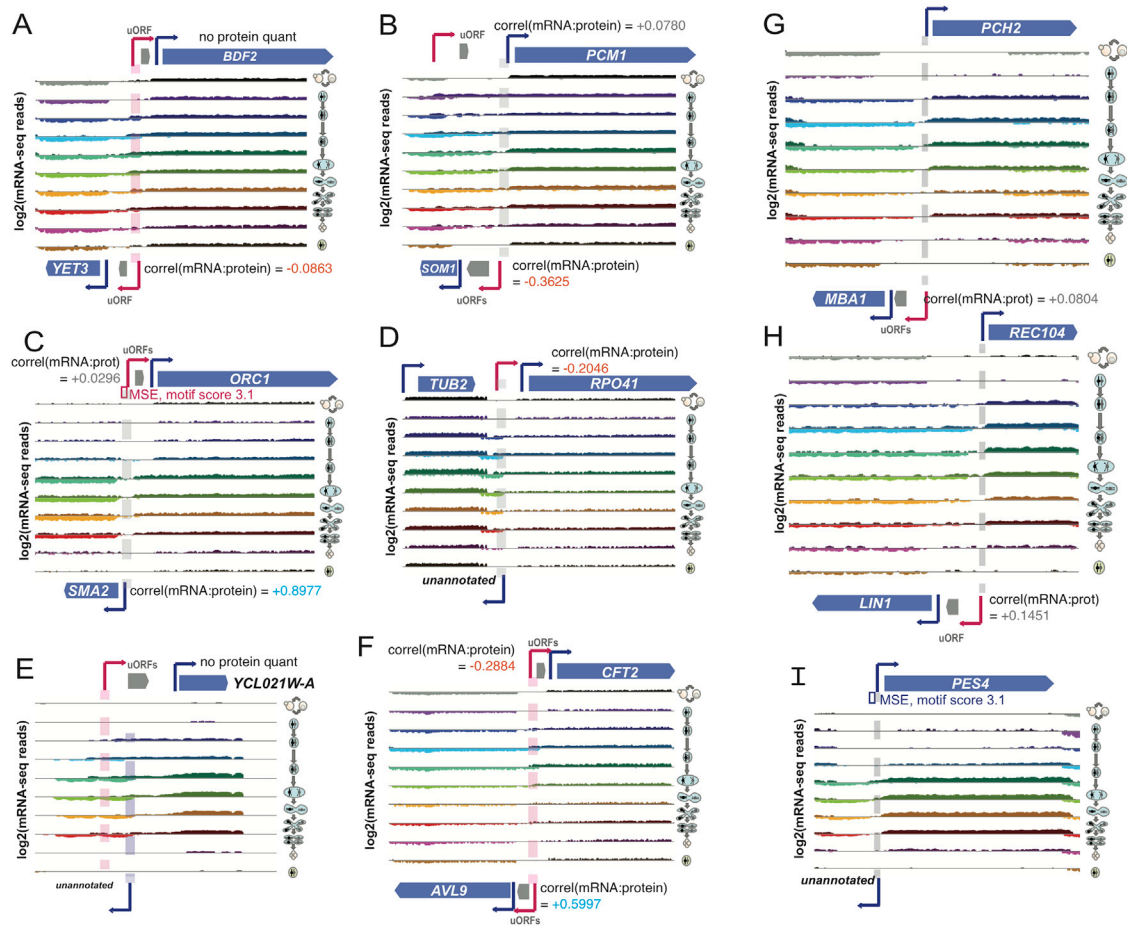 A
uORF
no protein quant
BDF2
log2(mRNA-seq reads)
YET3
correl(mRNA:protein) = -0.0863
uORF
B
correl(mRNA:protein) = +0.0780
uORF
PCM1
log2(mRNA-seq reads)
SOM1
correl(mRNA:protein)
= -0.3625
uORFs
G
PCH2
log2(mRNA-seq reads)
MBA1
correl(mRNA:prot) = +0.0804
uORFs
C
uORFs
correl(mRNA:prot)
= +0.0296
ORC1
MSE, motif score 3.1
log2(mRNA-seq reads)
SMA2
correl(mRNA:protein) = +0.8977
D
correl(mRNA:protein)
= -0.2046
TUB2
RPO41
log2(mRNA-seq reads)
unannotated
H
REC104
log2(mRNA-seq reads)
LIN1
correl(mRNA:prot)
= +0.1451
uORF
E
uORFs
no protein quant
YCL021W-A
log2(mRNA-seq reads)
unannotated
F
correl(mRNA:protein)
= -0.2884
uORFs
CFT2
log2(mRNA-seq reads)
AVL9
correl(mRNA:protein)
= +0.5997
uORFs
I
PES4
MSE, motif score 3.1
log2(mRNA-seq reads)
unannotated